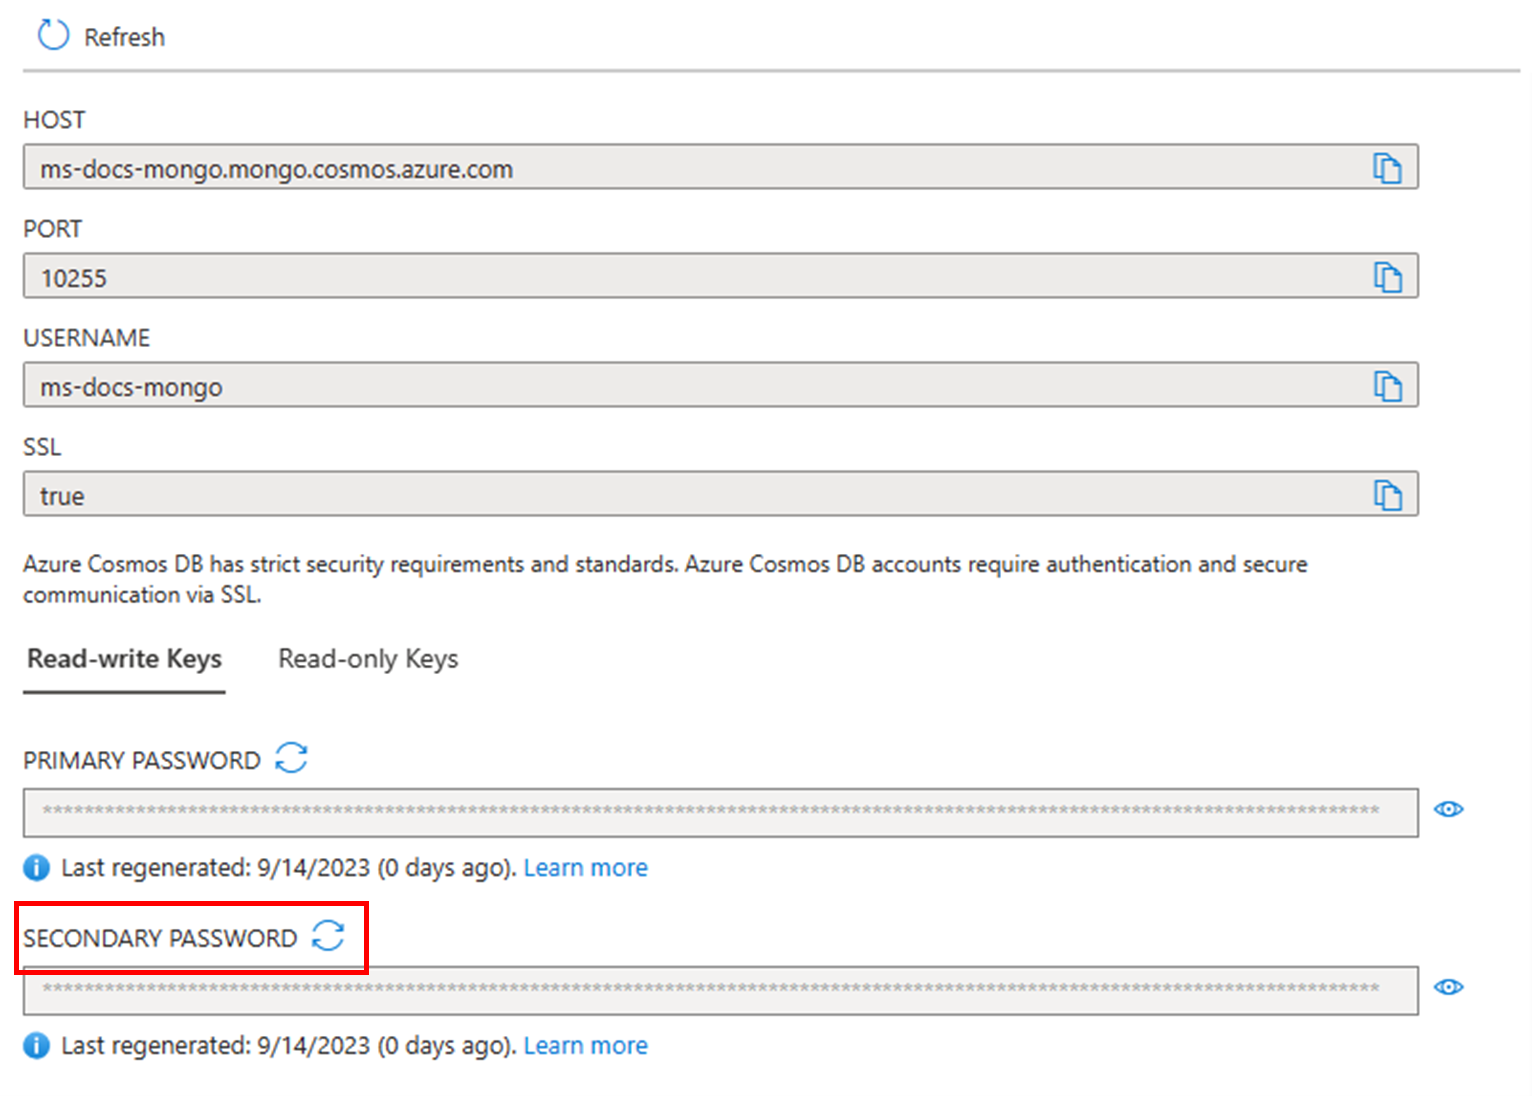 Refresh
HOST
ms-docs-mongo.mongo.cosmos.azure.com
PORT
10255
USERNAME
ms-docs-mongo
SSL
true
Azure Cosmos DB has strict security requirements and standards. Azure Cosmos DB accounts require authentication and secure
communication via SSL.
Read-write Keys Read-only Keys
PRIMARY PASSWORD
Last regenerated: 9/14/2023 (0 days ago). Learn more
SECONDARY PASSWORD
Last regenerated: 9/14/2023 (0 days ago). Learn more